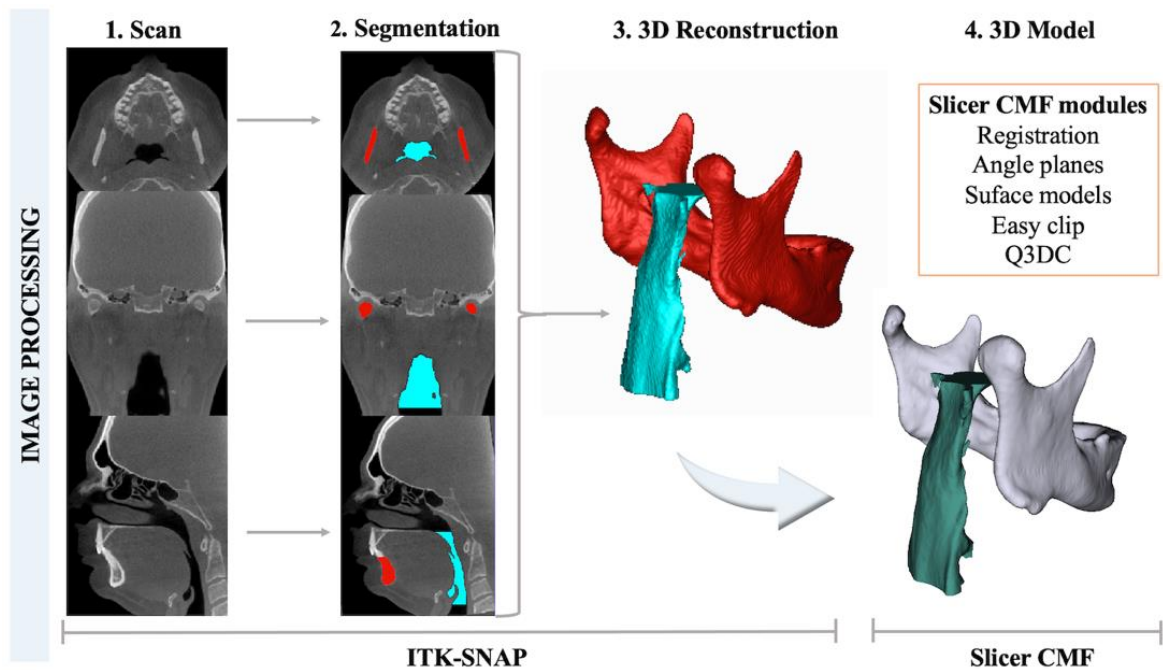 IMAGE PROCESSING
1. Scan
2. Segmentation
3. 3D Reconstruction
4. 3D Model
Slicer CMF modules
Registration
Angle planes
Suface models
Easy clip
Q3DC
ITK-SNAP
Slicer CMF